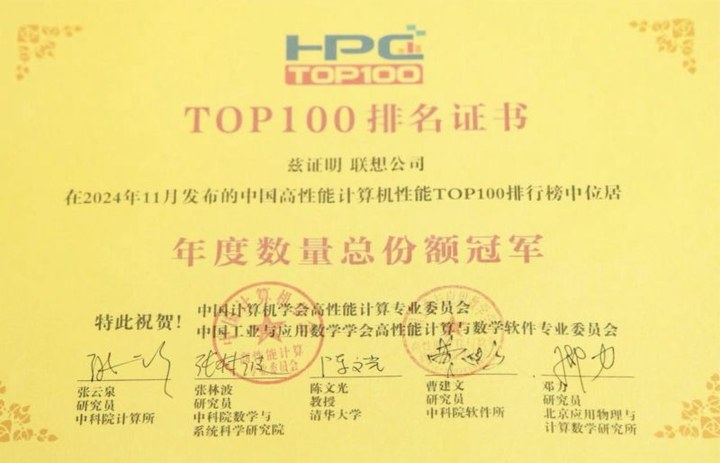 HPC
TOP100
TOP100排名证书
兹证明 联想公司
在2024年11月发布的中国高性能计算机性能TOP100排行榜中位居
年度数量总份额冠军
特此祝贺!
中国计算机学会高性能计算专业委员会
中国工业与应用数学学会高性能计算与数学软件专业委员会
张云泉
研究员
中科院计算所
张林波
研究员
中科院数学与
系统科学研究院
陈文光
教授
清华大学
曹建文
研究员
中科院软件所
邓力
研究员
北京应用物理与
计算数学研究所